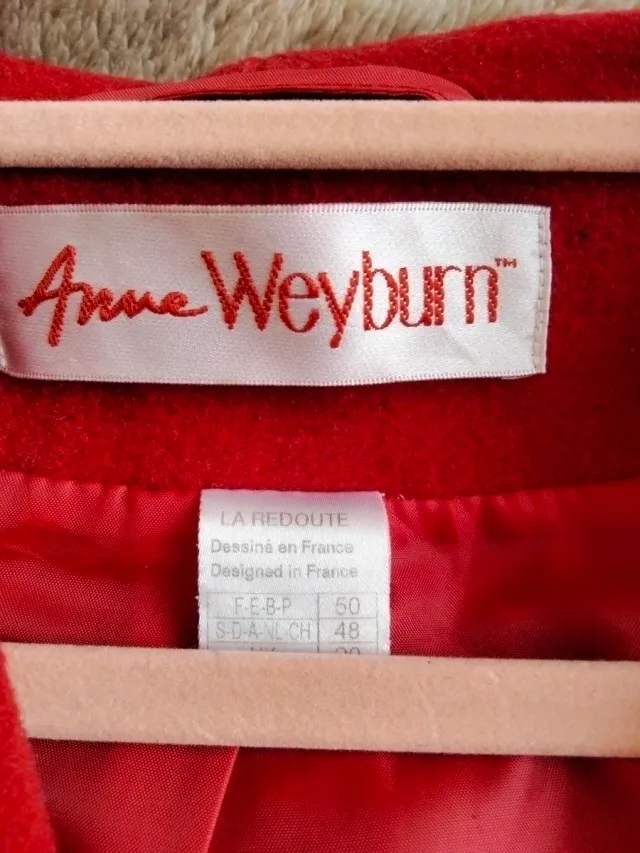 Anne Weyburn™
LA REDOUTE
Dessiné en France
Designed in France
F-E-B-P 50
S-D-A-NL-CH 48